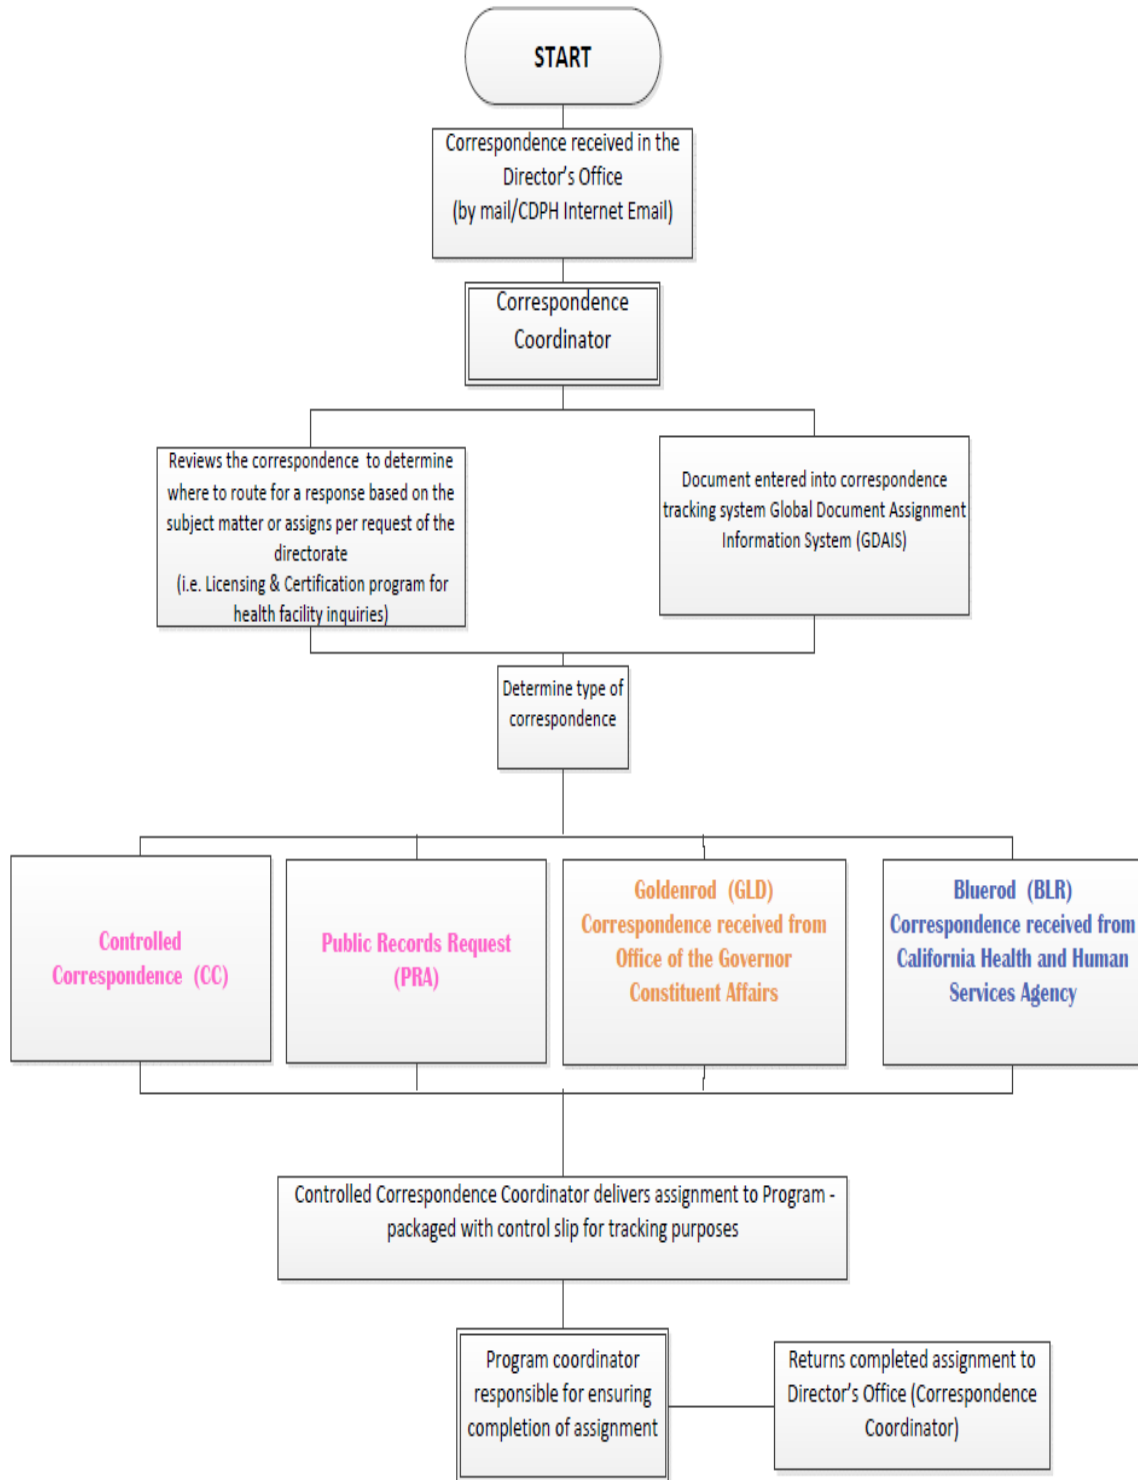 START
Correspondence received in the
Director's Office
(by mail/CDPH Internet Email)
Correspondence
Coordinator
Reviews the correspondence to determine
where to route for a response based on the
subject matter or assigns per request of the
directorate
(i.e. Licensing & Certification program for
health facility inquiries)
Document entered into correspondence
tracking system Global Document Assignment
Information System (GDAIS)
Determine type of
correspondence
Controlled
Correspondence (CC)
Public Records Request
(PRA)
Goldenrod (GLD)
Correspondence received from
Office of the Governor
Constituent Affairs
Bluerod (BLR)
Correspondence received from
California Health and Human
Services Agency
Controlled Correspondence Coordinator delivers assignment to Program -
packaged with control slip for tracking purposes
Program coordinator
responsible for ensuring
completion of assignment
Returns completed assignment to
Director's Office (Correspondence
Coordinator)